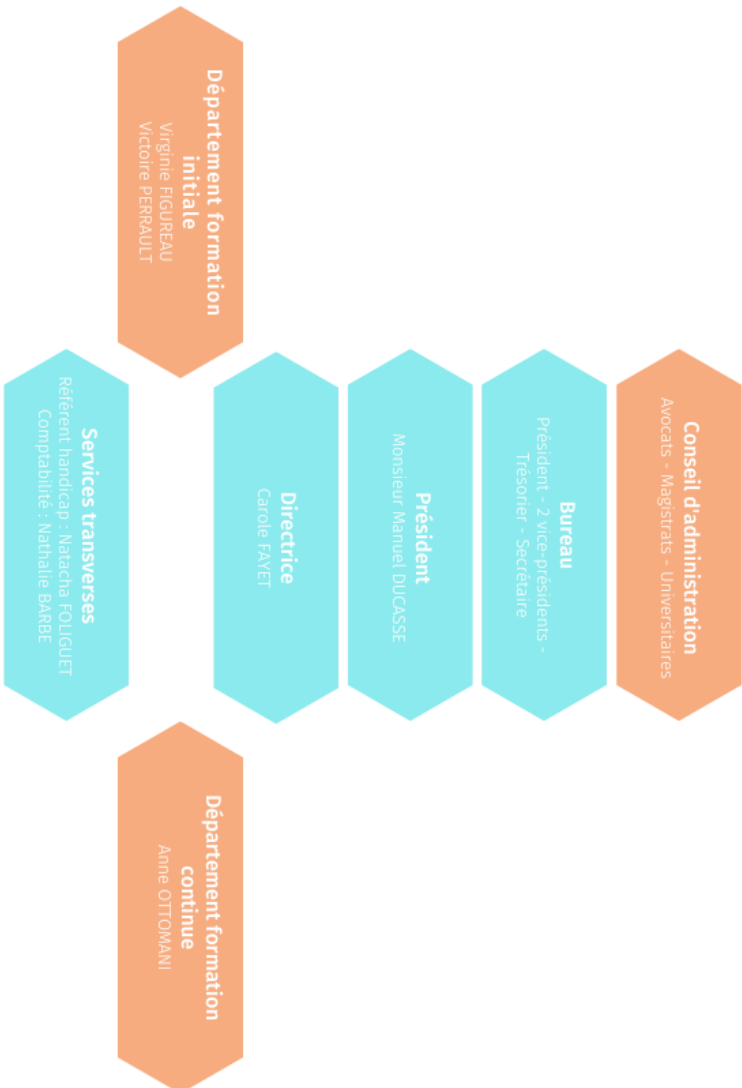 Conseil d'administration
Avocats - Magistrats - Universitaires
Bureau
Président - 2 vice-présidents -
Trésorier - Secrétaire
Président
Monsieur Manuel DUCASSE
Directrice
Carole FAYET
Département formation
initiale
Virginie FIGUREAU
Victoire PERRAULT
Département formation
continue
Anne OTTOMANI
Services transverses
Référent handicap : Natacha FOLIGUET
Comptabilité : Nathalie BARBE